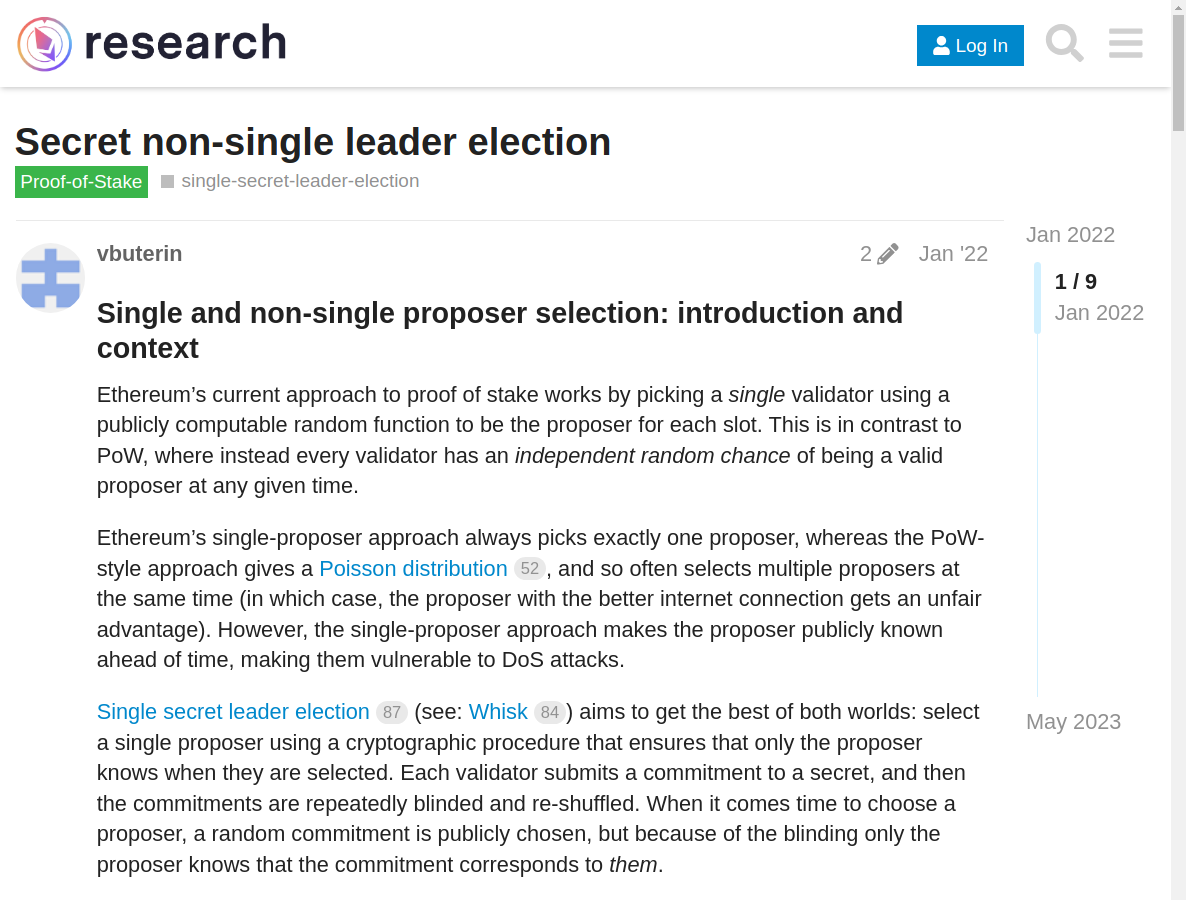 research
Log In
Secret non-single leader election
Proof-of-Stake single-secret-leader-election
vbuterin 2 Jan '22
Single and non-single proposer selection: introduction and
context
Ethereum’s current approach to proof of stake works by picking a single validator using a
publicly computable random function to be the proposer for each slot. This is in contrast to
PoW, where instead every validator has an independent random chance of being a valid
proposer at any given time.
Ethereum’s single-proposer approach always picks exactly one proposer, whereas the PoW-
style approach gives a Poisson distribution 52, and so often selects multiple proposers at
the same time (in which case, the proposer with the better internet connection gets an unfair
advantage). However, the single-proposer approach makes the proposer publicly known
ahead of time, making them vulnerable to DoS attacks.
Single secret leader election 87 (see: Whisk 84) aims to get the best of both worlds: select
a single proposer using a cryptographic procedure that ensures that only the proposer
knows when they are selected. Each validator submits a commitment to a secret, and then
the commitments are repeatedly blinded and re-shuffled. When it comes time to choose a
proposer, a random commitment is publicly chosen, but because of the blinding only the
proposer knows that the commitment corresponds to them.
Jan 2022
1 / 9
Jan 2022
May 2023